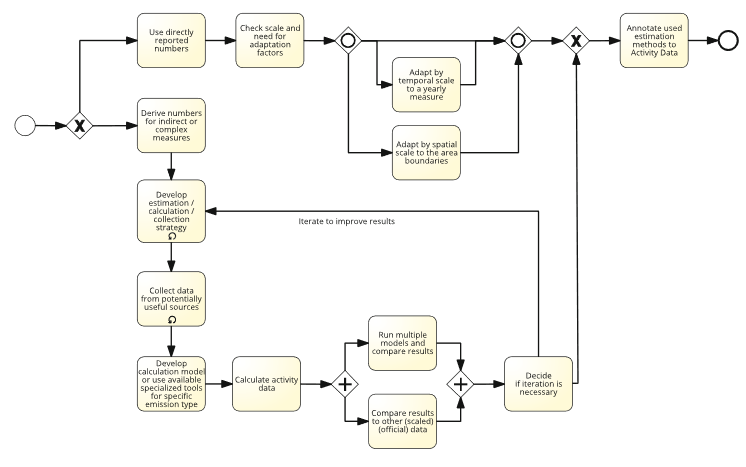 Use directly
reported
numbers
Check scale and
need for
adaptation
factors
Annotate used
estimation
methods to
Activity Data
Adapt by
temporal scale
to a yearly
measure
Derive numbers
for indirect or
complex
measures
Adapt by spatial
scale to the area
boundaries
Develop
estimation /
calculation /
collection
strategy
Iterate to improve results
Collect data
from potentially
useful sources
Run multiple
models and
compare results
Develop
calculation model
or use available
specialized tools
for specific
emission type
Calculate activity
data
Decide
if iteration is
necessary
Compare results
to other (scaled)
(official) data